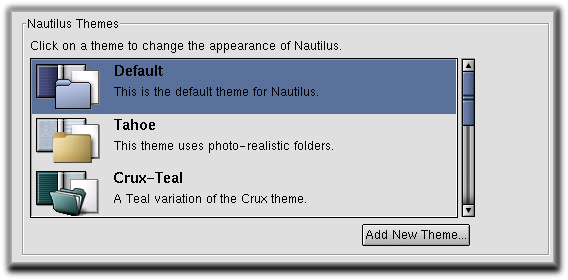 Nautilus Themes
Click on a theme to change the appearance of Nautilus.
Default
This is the default theme for Nautilus.
Tahoe
This theme uses photo-realistic folders.
Crux-Teal
A Teal variation of the Crux theme.
Add New Theme...